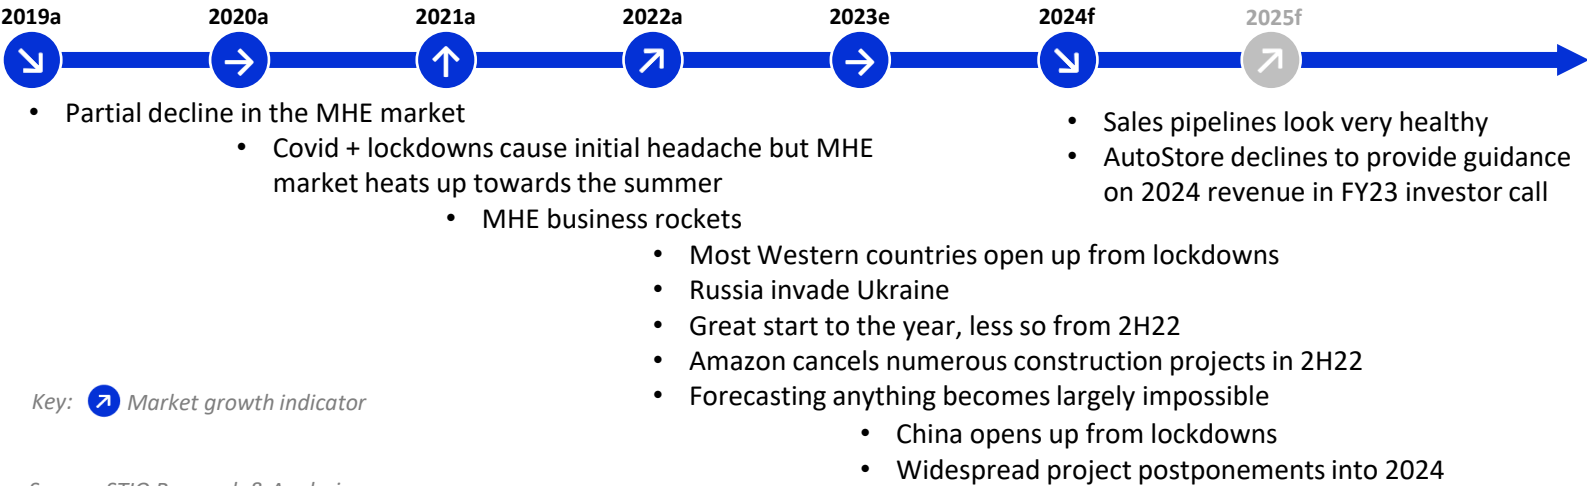 2019a
2020a
2021a
2022a
2023e
2024f
2025f
• Partial decline in the MHE market
• Covid + lockdowns cause initial headache but MHE
market heats up towards the summer
• MHE business rockets
• Most Western countries open up from lockdowns
• Russia invade Ukraine
• Great start to the year, less so from 2H22
• Amazon cancels numerous construction projects in 2H22
• Forecasting anything becomes largely impossible
• China opens up from lockdowns
• Widespread project postponements into 2024
• Sales pipelines look very healthy
• AutoStore declines to provide guidance
on 2024 revenue in FY23 investor call
Key: Market growth indicator